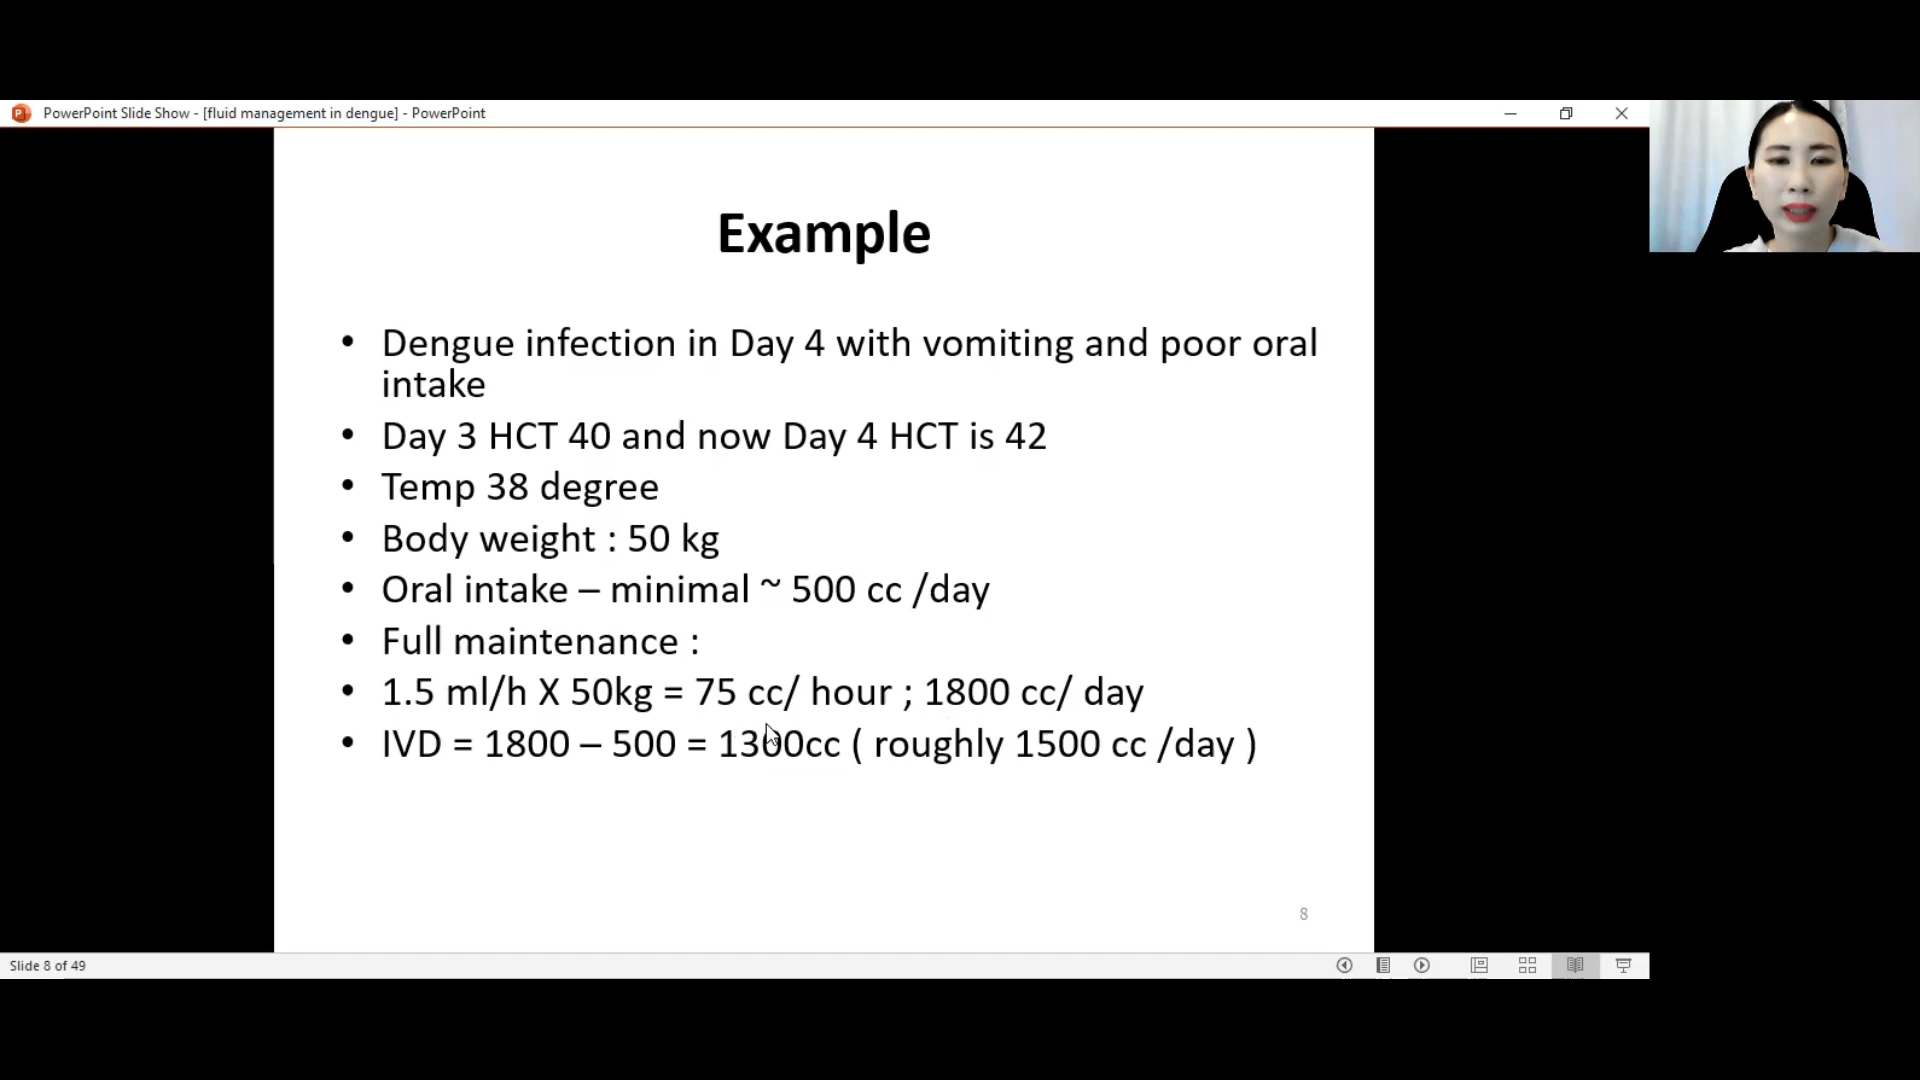 PowerPoint Slide Show - [fluid management in dengue] - PowerPoint
Example
• Dengue infection in Day 4 with vomiting and poor oral
intake
• Day 3 HCT 40 and now Day 4 HCT is 42
• Temp 38 degree
• Body weight : 50 kg
• Oral intake – minimal ~ 500 cc /day
• Full maintenance :
• 1.5 ml/h X 50kg = 75 cc/ hour ; 1800 cc/ day
• IVD = 1800 – 500 = 1300cc ( roughly 1500 cc /day )
8
Slide 8 of 49